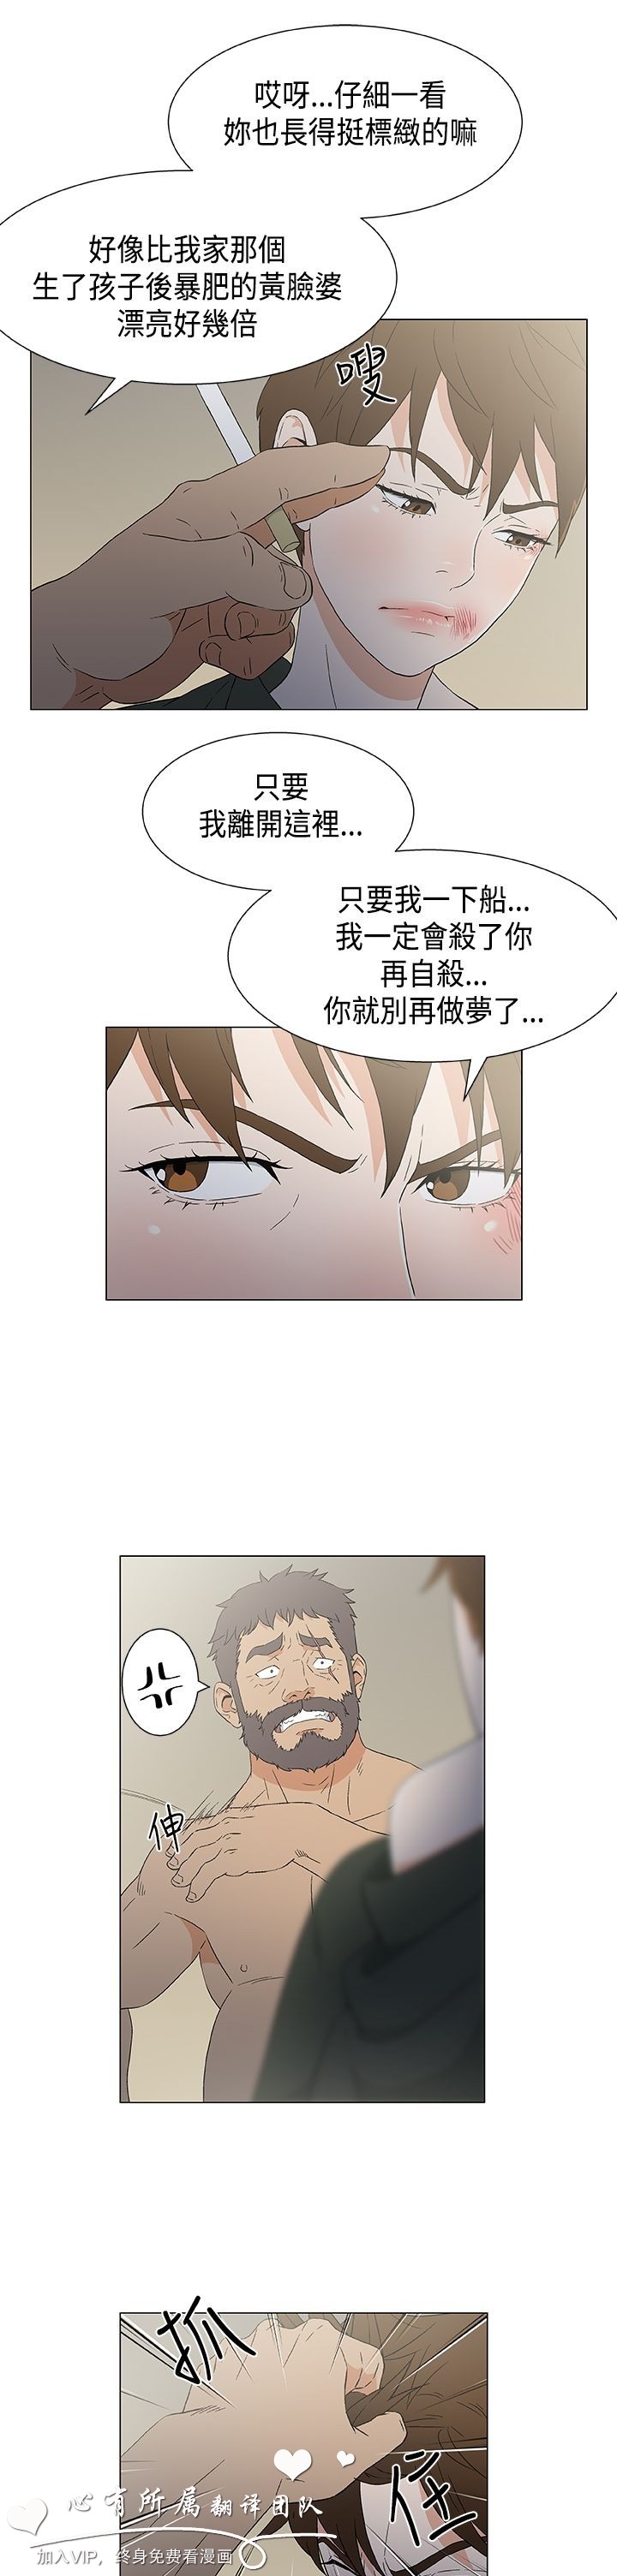 哎呀...仔細一看
妳也長得挺標緻的嘛
好像比我家那個
生了孩子後暴肥的黃臉婆
漂亮好幾倍
嗖
只要
我離開這裡...
只要我一下船...
我一定會殺了你
再自殺...
你就別再做夢了...
伸
抓
住
心有所属翻译团队
加入VIP，终身免费看漫画